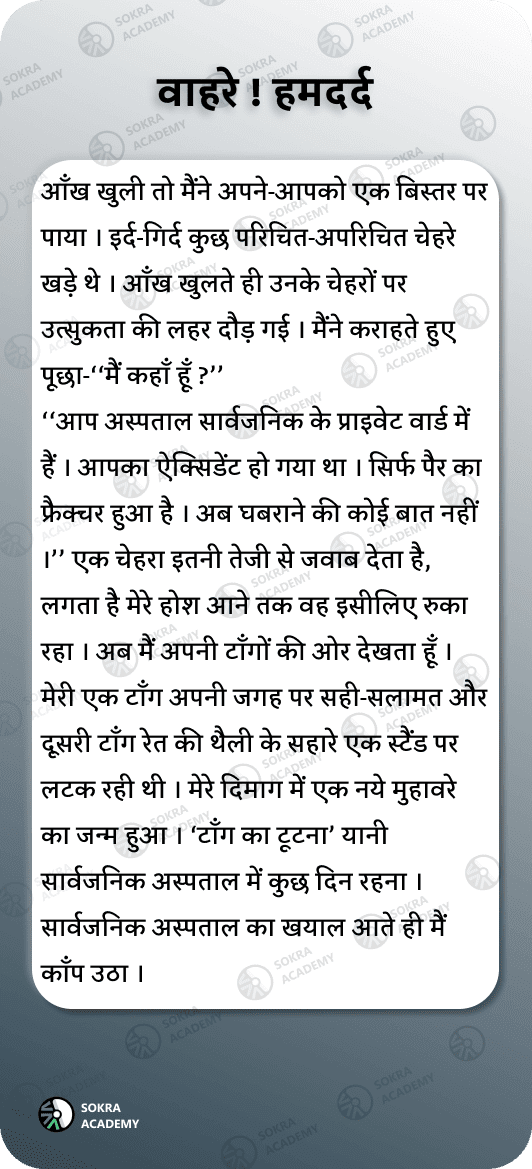 वाहरे ! हमदर्द
आँख खुली तो मैंने अपने-आपको एक बिस्तर पर
पाया । इर्द-गिर्द कुछ परिचित-अपरिचित चेहरे
खड़े थे । आँख खुलते ही उनके चेहरों पर
उत्सुकता की लहर दौड़ गई । मैंने कराहते हुए
पूछा-‘‘मैं कहाँ हूँ ?’’
‘‘आप अस्पताल सार्वजनिक के प्राइवेट वार्ड में
हैं । आपका ऐक्सिडेंट हो गया था । सिर्फ पैर का
फ्रैक्चर हुआ है । अब घबराने की कोई बात नहीं
।’’ एक चेहरा इतनी तेजी से जवाब देता है,
लगता है मेरे होश आने तक वह इसीलिए रुका
रहा । अब मैं अपनी टाँगों की ओर देखता हूँ ।
मेरी एक टाँग अपनी जगह पर सही-सलामत और
दूसरी टाँग रेत की थैली के सहारे एक स्टैंड पर
लटक रही थी । मेरे दिमाग में एक नये मुहावरे
का जन्म हुआ । ‘टाँग का टूटना’ यानी
सार्वजनिक अस्पताल में कुछ दिन रहना ।
सार्वजनिक अस्पताल का खयाल आते ही मैं
काँप उठा ।
SOKRA
ACADEMY